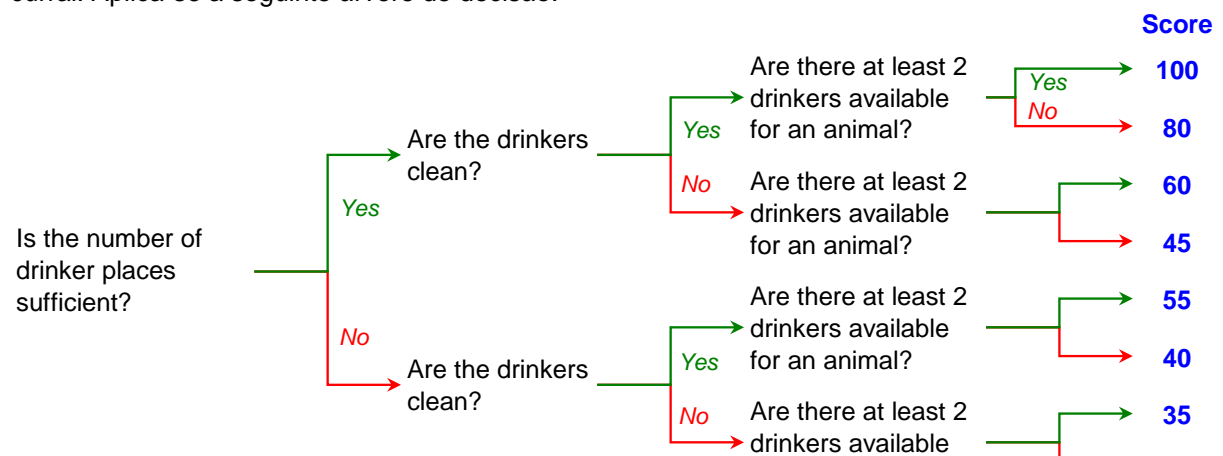 Score
Are there at least 2
drinkers available
for an animal?
Yes
100
No
80
Are the drinkers
clean?
Yes
No
Are there at least 2
drinkers available
for an animal?
60
45
Is the number of
drinker places
sufficient?
Yes
No
Are there at least 2
drinkers available
for an animal?
55
40
Are the drinkers
clean?
Yes
No
Are there at least 2
drinkers available
35